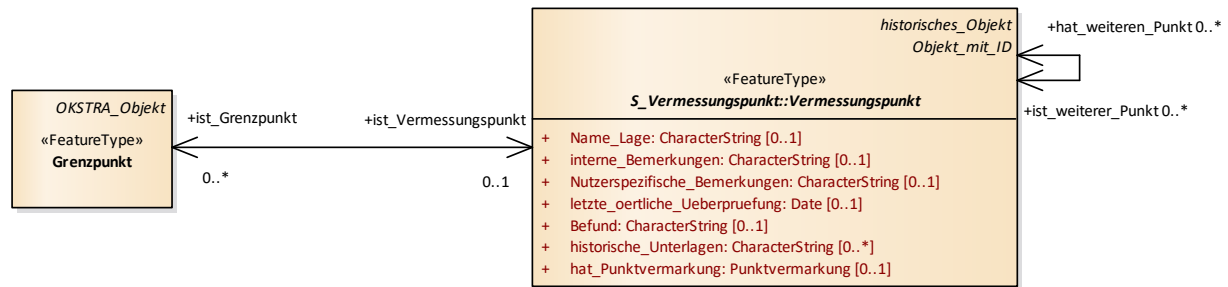 OKSTRA_Objekt
«FeatureType»
Grenzpunkt
+ist_Grenzpunkt
0..*
+ist_Vermessungspunkt
0..1
historisches_Objekt
Objekt_mit_ID
«FeatureType»
S_Vermessungspunkt::Vermessungspunkt
+ Name_Lage: CharacterString [0..1]
+ interne_Bemerkungen: CharacterString [0..1]
+ Nutzerspezifische_Bemerkungen: CharacterString [0..1]
+ letzte_oertliche_Ueberpruefung: Date [0..1]
+ Befund: CharacterString [0..1]
+ historische_Unterlagen: CharacterString [0..*]
+ hat_Punktvermarkung: Punktvermarkung [0..1]
+hat_weiteren_Punkt 0..*
+ist_weiterer_Punkt 0..*